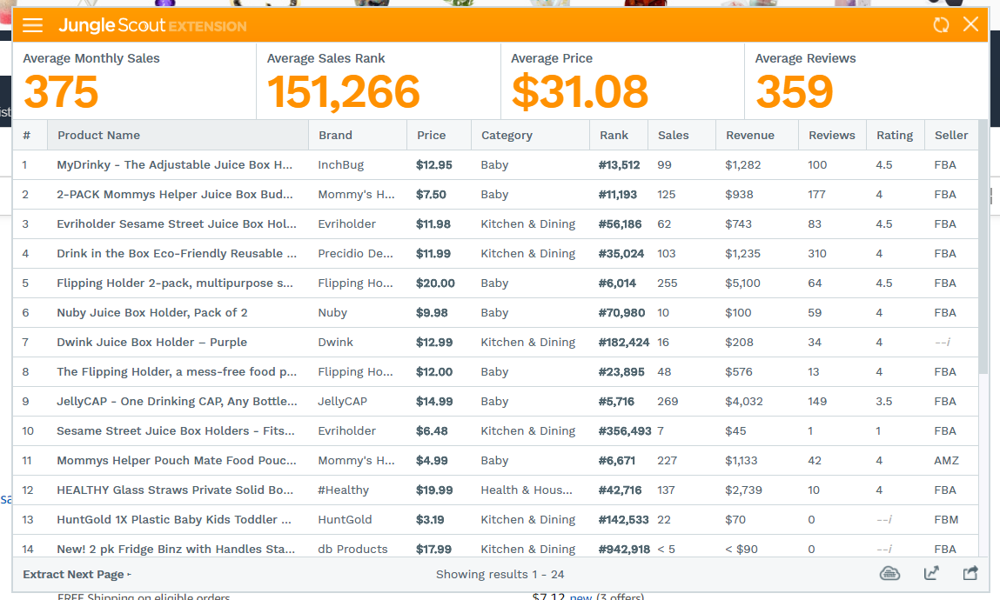 Jungle Scout EXTENSION
Average Monthly Sales Average Sales Rank Average Price Average Reviews
375 151,266 $31.08 359
# Product Name Brand Price Category Rank Sales Revenue Reviews Rating Seller
1 MyDrinky - The Adjustable Juice Box H... InchBug $12.95 Baby #13,512 99 $1,282 100 4.5 FBA
2 2-PACK Mommys Helper Juice Box Bud... Mommy's H... $7.50 Baby #11,193 125 $938 177 4 FBA
3 Evriholder Sesame Street Juice Box Hol... Evriholder $11.98 Kitchen & Dining #56,186 62 $743 83 4.5 FBA
4 Drink in the Box Eco-Friendly Reusable ... Precidio De... $11.99 Kitchen & Dining #35,024 103 $1,235 310 4 FBA
5 Flipping Holder 2-pack, multipurpose s... Flipping Ho... $20.00 Baby #6,014 255 $5,100 64 4.5 FBA
6 Nuby Juice Box Holder, Pack of 2 Nuby $9.98 Baby #70,980 10 $100 59 4 FBA
7 Dwink Juice Box Holder – Purple Dwink $12.99 Kitchen & Dining #182,424 16 $208 34 4 --i
8 The Flipping Holder, a mess-free food p... Flipping Ho... $12.00 Baby #23,895 48 $576 13 4 FBA
9 JellyCAP - One Drinking CAP, Any Bottle... JellyCAP $14.99 Baby #5,716 269 $4,032 149 3.5 FBA
10 Sesame Street Juice Box Holders - Fits... Evriholder $6.48 Kitchen & Dining #356,493 7 $45 1 1 FBA
11 Mommys Helper Pouch Mate Food Pouc... Mommy's H... $4.99 Baby #6,671 227 $1,133 42 4 AMZ
12 HEALTHY Glass Straws Private Solid Bo... #Healthy $19.99 Health & Hous... #42,716 137 $2,739 10 4 FBA
13 HuntGold 1X Plastic Baby Kids Toddler ... HuntGold $3.19 Kitchen & Dining #142,533 22 $70 0 --i FBM
14 New! 2 pk Fridge Binz with Handles Sta... db Products $17.99 Kitchen & Dining #942,918 < 5 < $90 0 --i FBA
Extract Next Page Showing results 1 - 24
FREE Shipping on eligible orders $7.12 new (3 offers)